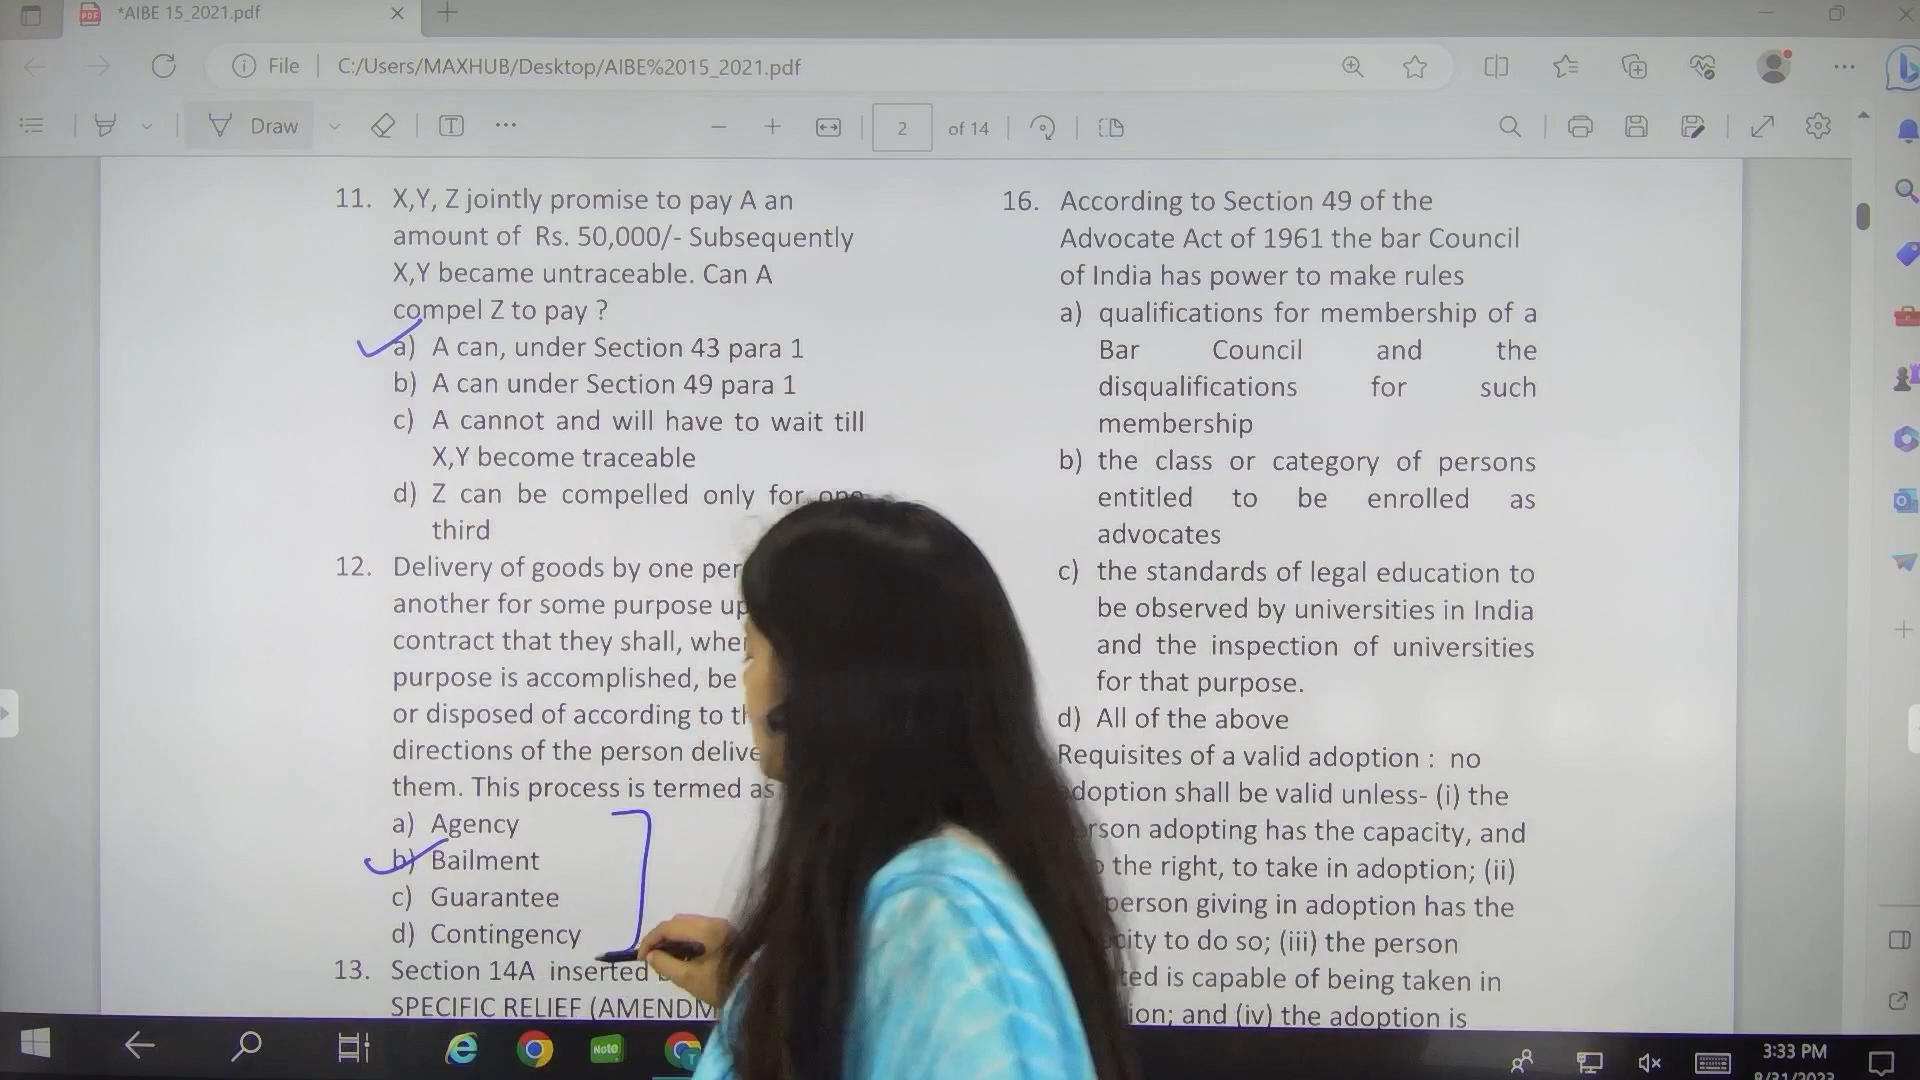 *AIBE 15_2021.pdf
File
C:/Users/MAXHUB/Desktop/AIBE%2015_2021.pdf
Draw
2 of 14
11. X,Y, Z jointly promise to pay A an
amount of Rs. 50,000/- Subsequently
X,Y became untraceable. Can A
compel Z to pay ?
a) A can, under Section 43 para 1
b) A can under Section 49 para 1
c) A cannot and will have to wait till
X,Y become traceable
d) Z can be compelled only for one
third
12. Delivery of goods by one
another for some purpose
contract that they shall,
purpose is accomplished, be
or disposed of according to
directions of the person
them. This process is termed as
a) Agency
b) Bailment
c) Guarantee
d) Contingency
13. Section 14A inserted
SPECIFIC RELIEF
16. According to Section 49 of the
Advocate Act of 1961 the bar Council
of India has power to make rules
a) qualifications for membership of a
Bar Council and the
disqualifications for such
membership
b) the class or category of persons
entitled to be enrolled as
advocates
c) the standards of legal education to
be observed by universities in India
and the inspection of universities
for that purpose.
d) All of the above
Requisites of a valid adoption : no
adoption shall be valid unless- (i) the
adopting has the capacity, and
the right, to take in adoption; (ii)
person giving in adoption has the
to do so; (iii) the person
is capable of being taken in
and (iv) the adoption is
Note
3:33 PM